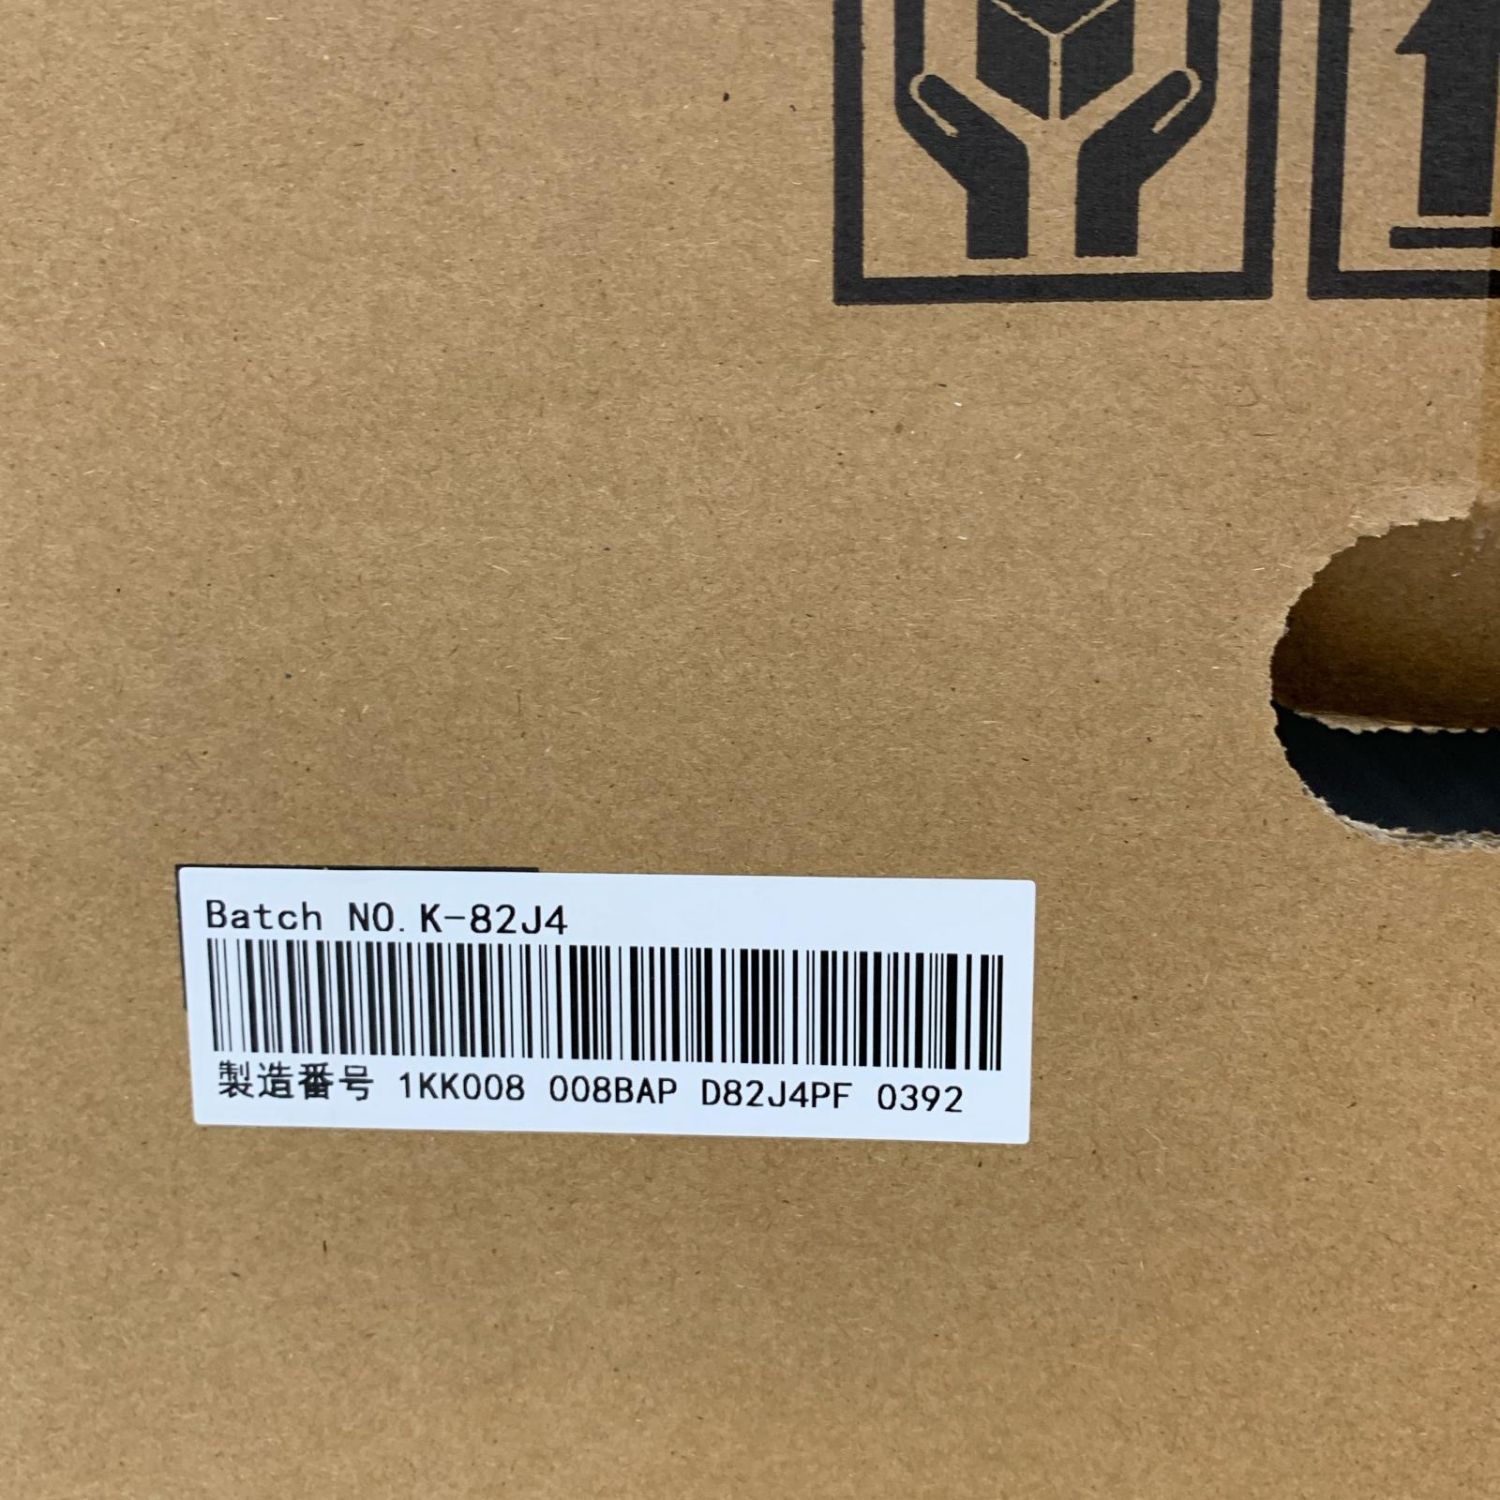 Batch NO. K-82J4
製造番号 1KK008 008BAP D82J4PF 0392